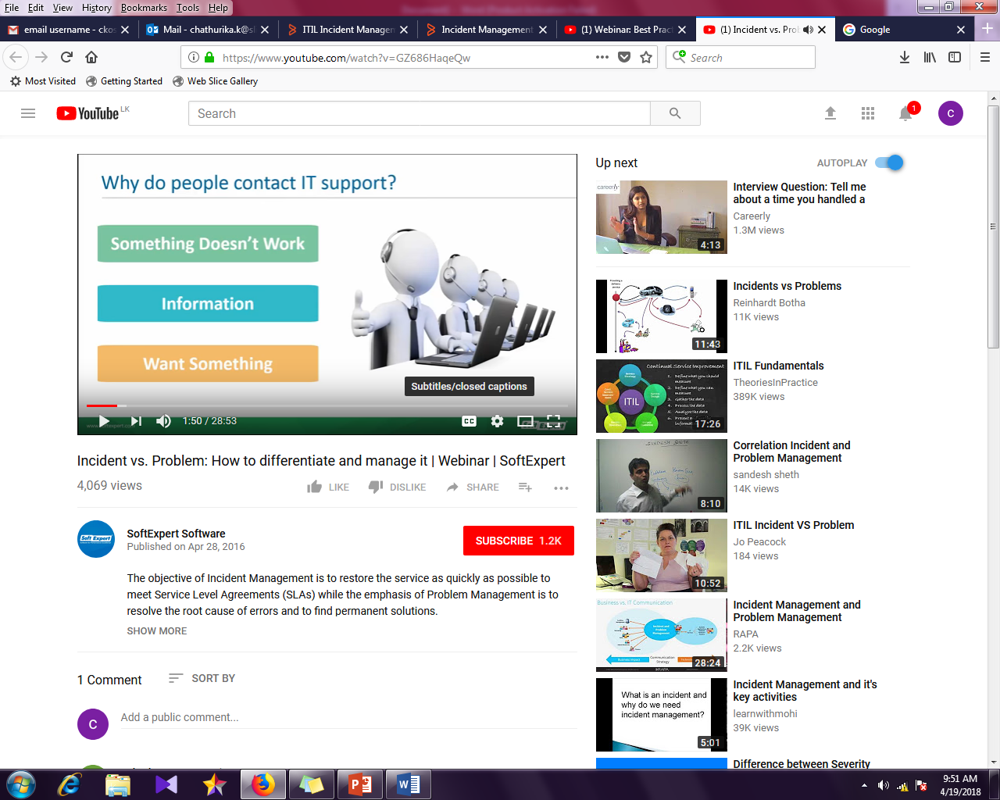 File Edit View History Bookmarks Tools Help
email username - ckos
Mail - chathurika.k@sl
ITIL Incident Managem
Incident Management
(1) Webinar: Best Prac
(1) Incident vs. Prob
Google
https://www.youtube.com/watch?v=GZ686HaqeQw
Search
Most Visited Getting Started Web Slice Gallery
YouTube LK
Search
1
C
Why do people contact IT support?
Something Doesn't Work
Information
Want Something
Subtitles/closed captions
1:50 / 28:53
CC
Incident vs. Problem: How to differentiate and manage it | Webinar | SoftExpert
4,069 views
LIKE DISLIKE SHARE
Soft Expert
SoftExpert Software
Published on Apr 28, 2016
SUBSCRIBE 1.2K
The objective of Incident Management is to restore the service as quickly as possible to
meet Service Level Agreements (SLAs) while the emphasis of Problem Management is to
resolve the root cause of errors and to find permanent solutions.
SHOW MORE
1 Comment SORT BY
C
Add a public comment...
Up next AUTOPLAY
careerly
4:13
Interview Question: Tell me
about a time you handled a
Careerly
1.3M views
11:43
Incidents vs Problems
Reinhardt Botha
11K views
Continual Service Improvement
ITIL
17:26
ITIL Fundamentals
TheoriesInPractice
389K views
SANDESH SHETH
8:10
Correlation Incident and
Problem Management
sandesh sheth
14K views
10:52
ITIL Incident VS Problem
Jo Peacock
184 views
Business vs. IT Communication
28:24
Incident Management and
Problem Management
RAPA
2.2K views
What is an incident and
why do we need
incident management?
5:01
Incident Management and it's
key activities
learnwithmohi
39K views
Difference between Severity
9:51 AM
4/19/2018